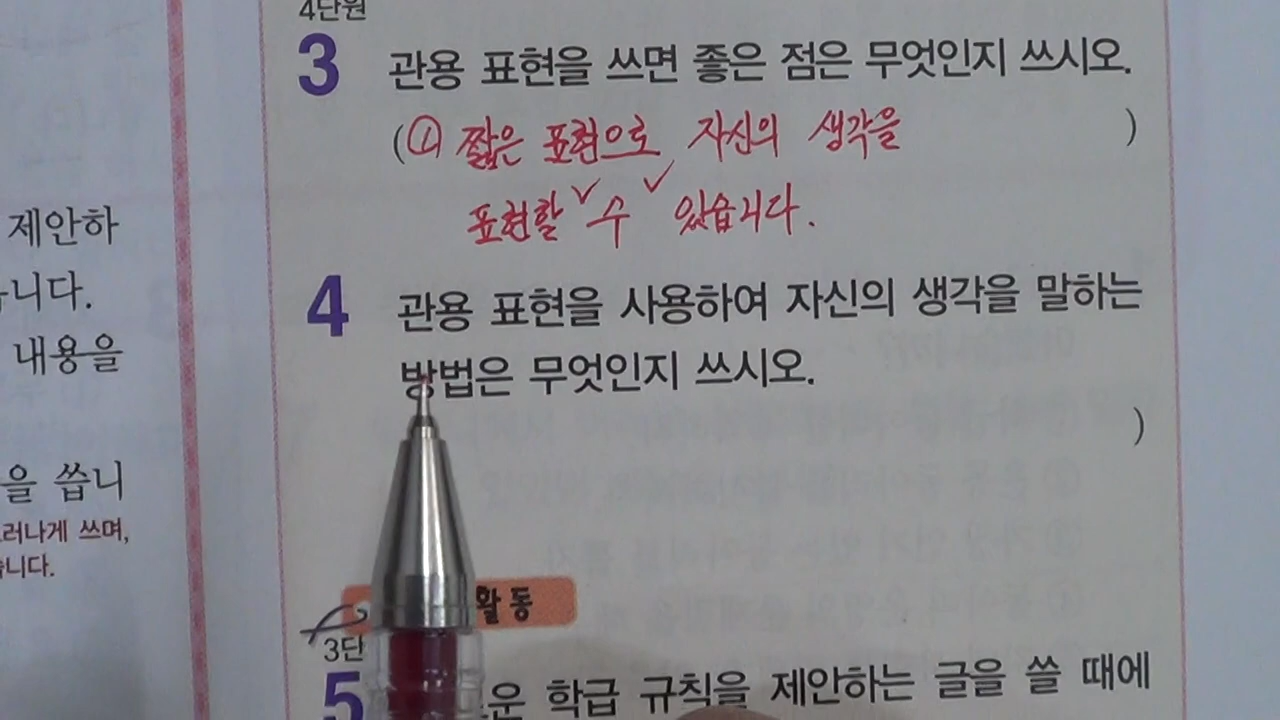 4단원
3 관용 표현을 쓰면 좋은 점은 무엇인지 쓰시오.
(① 짧은 표현으로 자신의 생각을 )
표현할 수 있습니다.
제안하
니다.
내용을
4 관용 표현을 사용하여 자신의 생각을 말하는
방법은 무엇인지 쓰시오.
)
을 씁니
러나게 쓰며,
니다.
활동
3단
5 운 학급 규칙을 제안하는 글을 쓸 때에